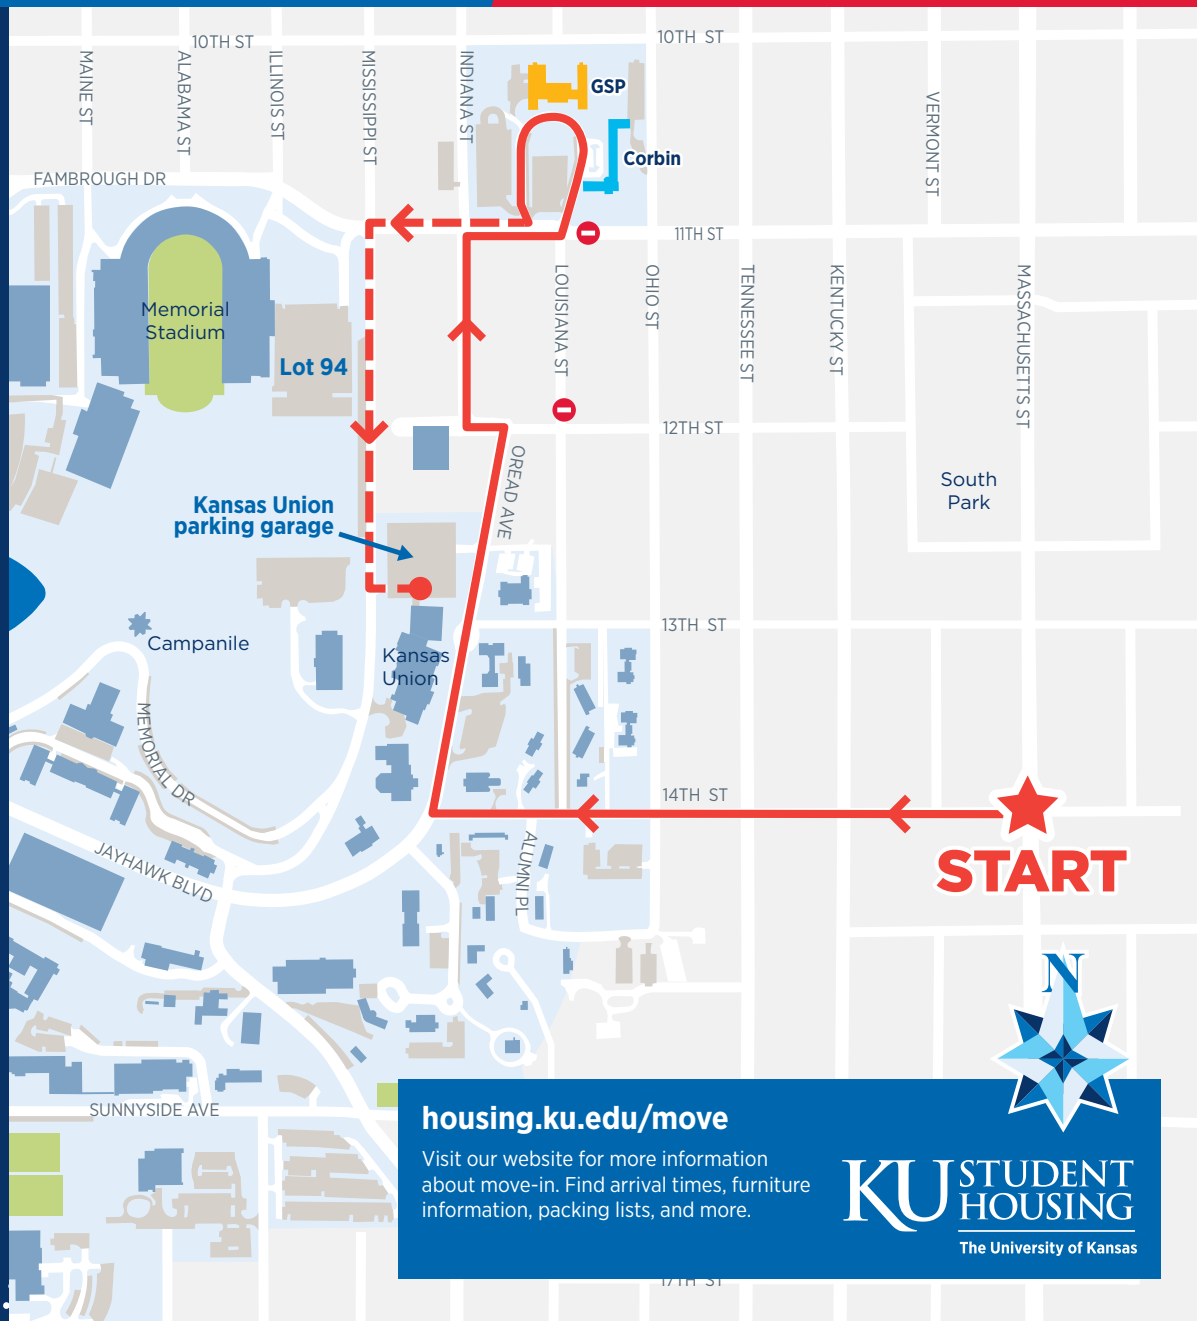 10TH ST
10TH ST
MAINE ST
ALABAMA ST
ILLINOIS ST
MISSISSIPPI ST
INDIANA ST
GSP
VERMONT ST
Corbin
FAMBROUGH DR
11TH ST
LOUISIANA ST
OHIO ST
TENNESSEE ST
KENTUCKY ST
MASSACHUSETTS ST
Memorial
Stadium
Lot 94
12TH ST
OREAD AVE
South
Park
Kansas Union
parking garage
13TH ST
Campanile
Kansas
Union
MEMORIAL DR
14TH ST
START
JAYHAWK BLVD
ALUMNI PL
N
SUNNYSIDE AVE
housing.ku.edu/move
Visit our website for more information
about move-in. Find arrival times, furniture
information, packing lists, and more.
KU STUDENT
HOUSING
The University of Kansas
17TH ST